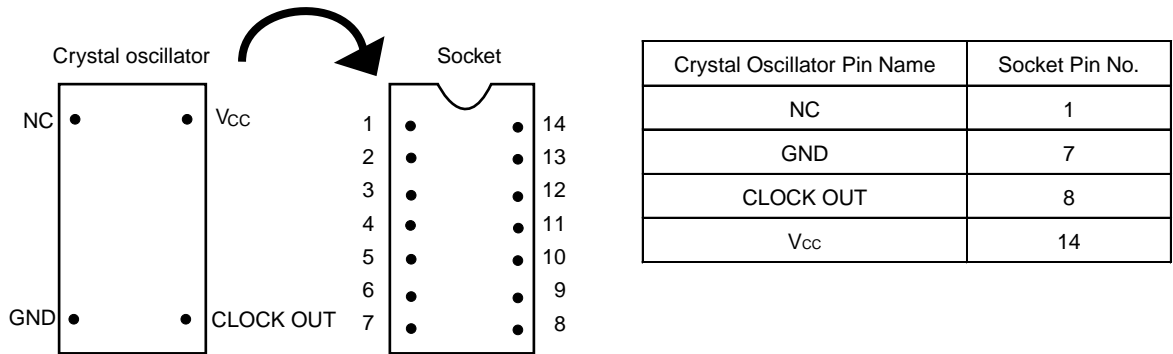 Crystal oscillator
NC
VCC
GND
CLOCK OUT
Socket
1 14
2 13
3 12
4 11
5 10
6 9
7 8
Crystal Oscillator Pin Name Socket Pin No.
NC 1
GND 7
CLOCK OUT 8
VCC 14